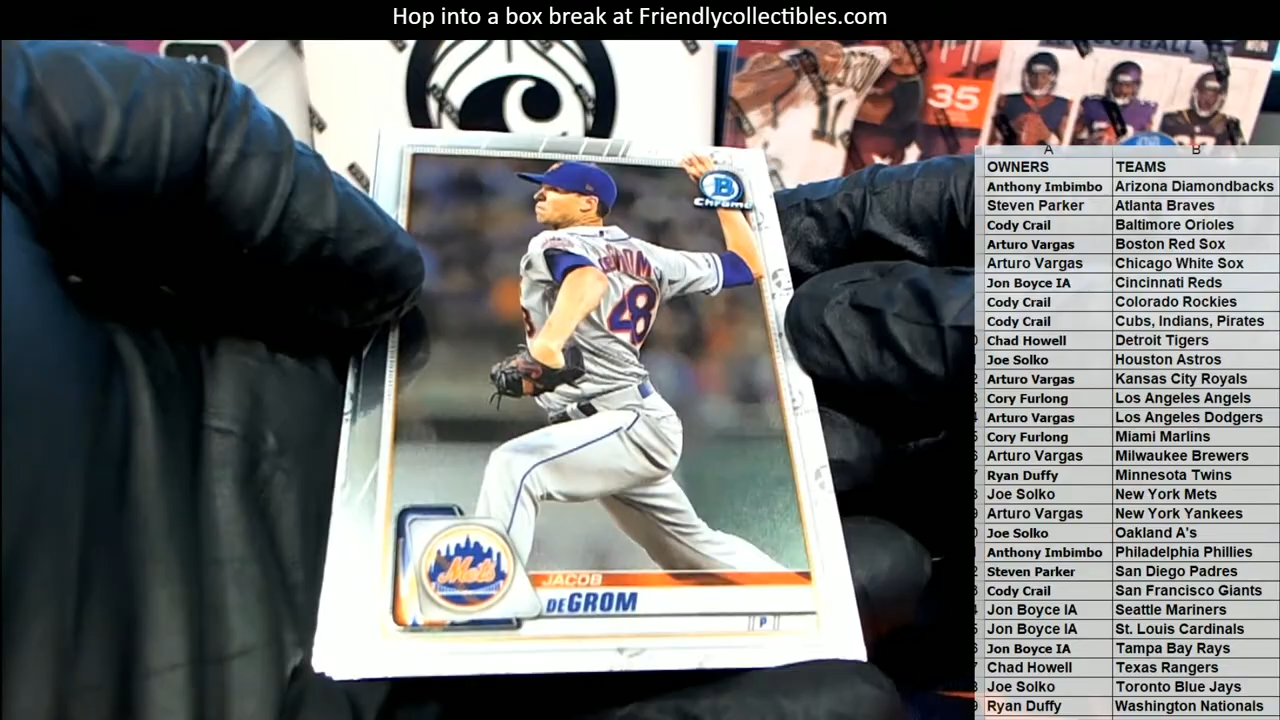 Hop into a box break at Friendlycollectibles.com
35
FOOTBALL
B
Chrome
48
Mets
JACOB
DEGROM
P
A B
OWNERS TEAMS
Anthony Imbimbo Arizona Diamondbacks
Steven Parker Atlanta Braves
Cody Crail Baltimore Orioles
Arturo Vargas Boston Red Sox
Arturo Vargas Chicago White Sox
Jon Boyce IA Cincinnati Reds
Cody Crail Colorado Rockies
Cody Crail Cubs, Indians, Pirates
Chad Howell Detroit Tigers
Joe Solko Houston Astros
Arturo Vargas Kansas City Royals
Cory Furlong Los Angeles Angels
Arturo Vargas Los Angeles Dodgers
Cory Furlong Miami Marlins
Arturo Vargas Milwaukee Brewers
Ryan Duffy Minnesota Twins
Joe Solko New York Mets
Arturo Vargas New York Yankees
Joe Solko Oakland A's
Anthony Imbimbo Philadelphia Phillies
Steven Parker San Diego Padres
Cody Crail San Francisco Giants
Jon Boyce IA Seattle Mariners
Jon Boyce IA St. Louis Cardinals
Jon Boyce IA Tampa Bay Rays
Chad Howell Texas Rangers
Joe Solko Toronto Blue Jays
Ryan Duffy Washington Nationals